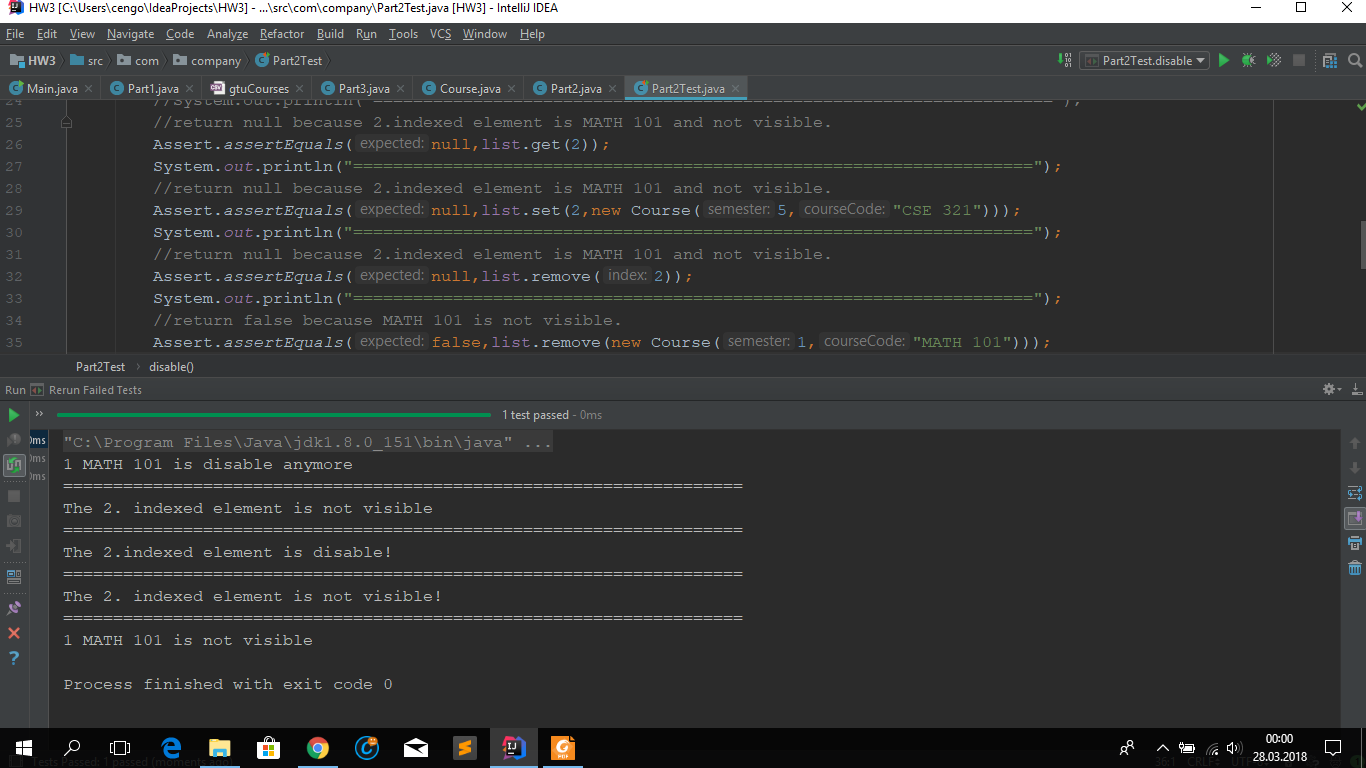 HW3 [C:\Users\cengo\IdeaProjects\HW3] - ...\src\com\company\Part2Test.java [HW3] - IntelliJ IDEA
File Edit View Navigate Code Analyze Refactor Build Run Tools VCS Window Help
HW3 src com company Part2Test Part2Test.disable
Main.java Part1.java gtuCourses Part3.java Course.java Part2.java Part2Test.java
24 //System.out.println("====================================================================");
25 //return null because 2.indexed element is MATH 101 and not visible.
26 Assert.assertEquals( expected: null,list.get(2));
27 System.out.println("====================================================================");
28 //return null because 2.indexed element is MATH 101 and not visible.
29 Assert.assertEquals( expected: null,list.set(2,new Course( semester: 5, courseCode: "CSE 321")));
30 System.out.println("====================================================================");
31 //return null because 2.indexed element is MATH 101 and not visible.
32 Assert.assertEquals( expected: null,list.remove( index: 2));
33 System.out.println("====================================================================");
34 //return false because MATH 101 is not visible.
35 Assert.assertEquals( expected: false,list.remove(new Course( semester: 1, courseCode: "MATH 101")));
Part2Test disable()
Run Rerun Failed Tests
1 test passed - 0ms
0ms "C:\Program Files\Java\jdk1.8.0_151\bin\java" ...
0ms 1 MATH 101 is disable anymore
0ms ====================================================================
The 2. indexed element is not visible
====================================================================
The 2.indexed element is disable!
====================================================================
The 2. indexed element is not visible!
====================================================================
1 MATH 101 is not visible
Process finished with exit code 0
00:00
28.03.2018
Tests Passed: 1 passed (moments ago) 36:1 CRLF